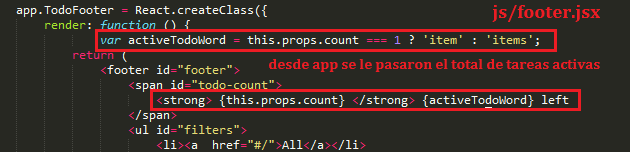 app.TodoFooter = React.createClass({
js/footer.jsx
render: function () {
var activeTodoWord = this.props.count === 1 ? 'item' : 'items';
desde app se le pasaron el total de tareas activas
return (
<footer id="footer">
<span id="todo-count">
<strong> {this.props.count} </strong> {activeTodoWord} left
</span>
<ul id="filters">
<li><a href="#/">All</a></li>